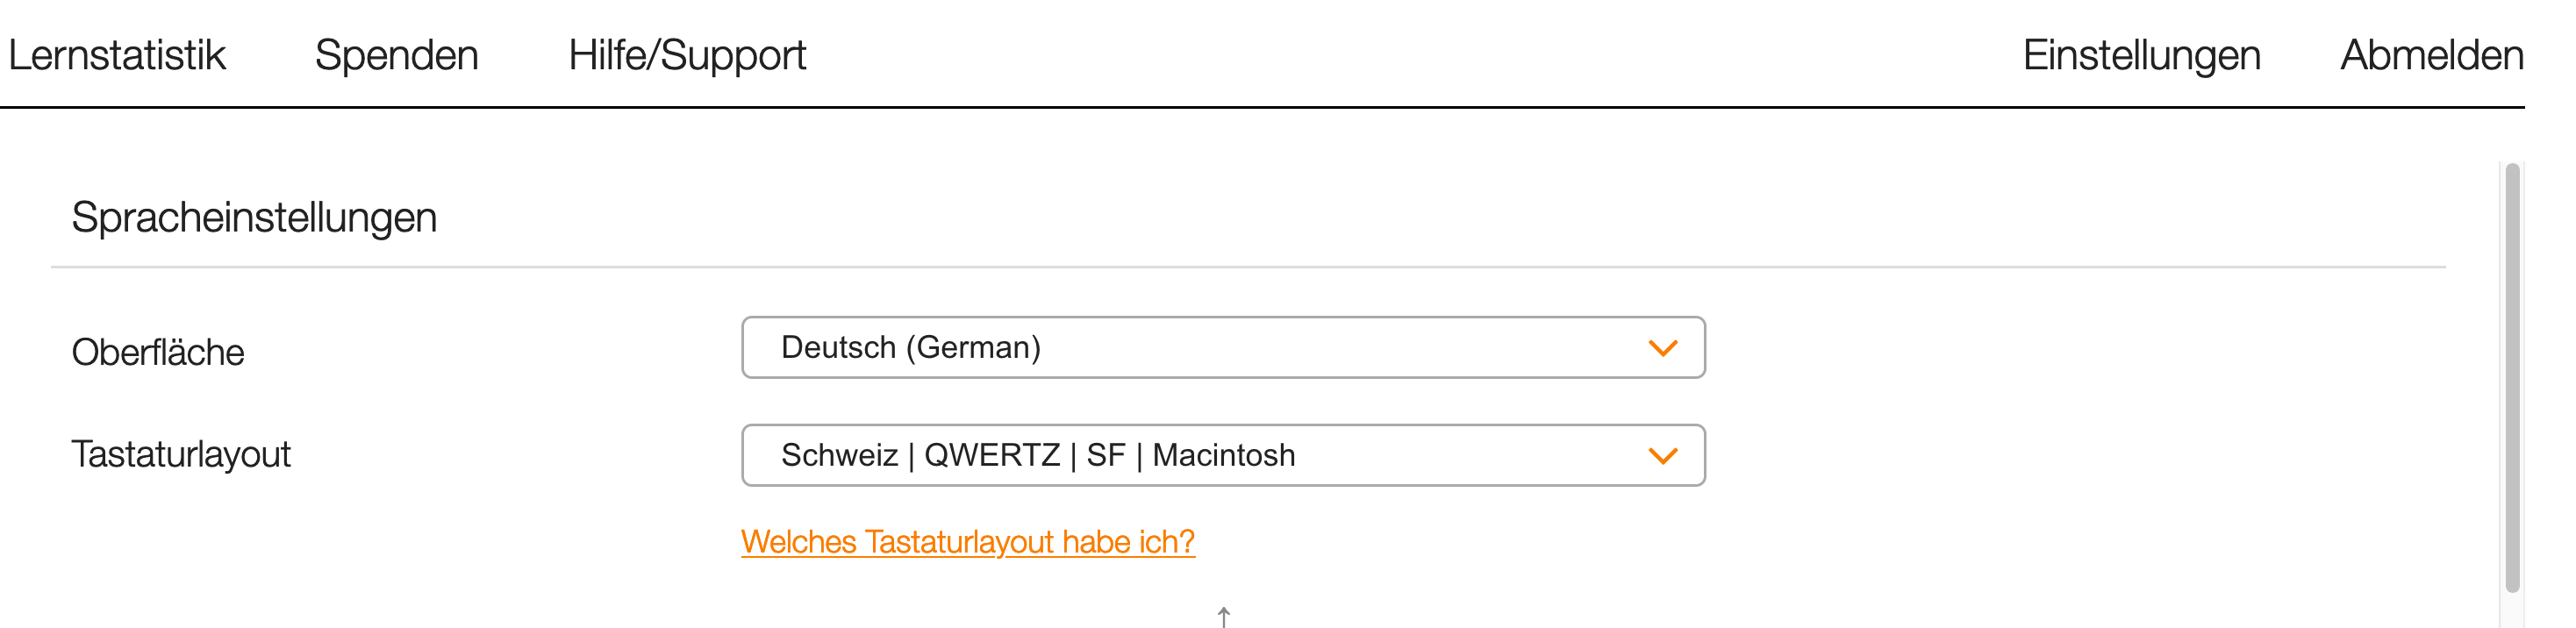 Lernstatistik Spenden Hilfe/Support Einstellungen Abmelden
Spracheinstellungen
Oberfläche Deutsch (German)
Tastaturlayout Schweiz | QWERTZ | SF | Macintosh
Welches Tastaturlayout habe ich?
↑